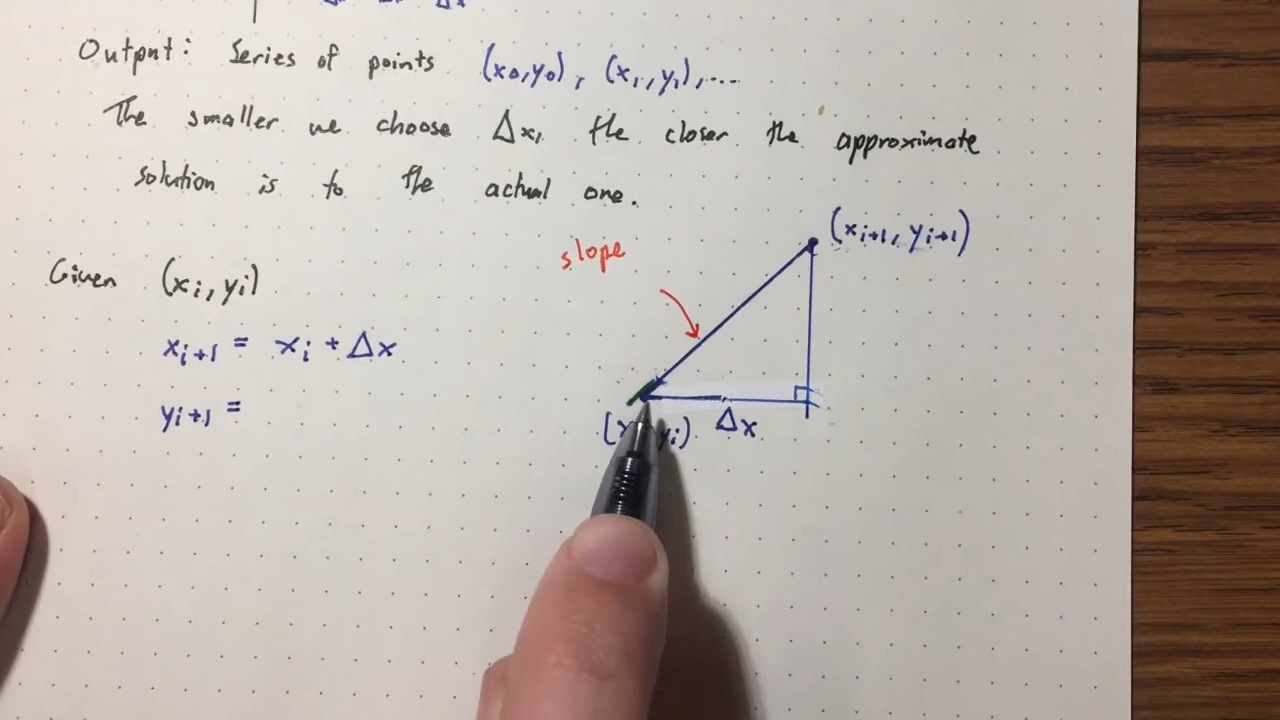 Output: Series of points (x₀,y₀), (x₁,y₁),...
The smaller we choose Δx, the closer the approximate
solution is to the actual one.
slope
(xᵢ₊₁, yᵢ₊₁)
Given (xᵢ, yᵢ)
xᵢ₊₁ = xᵢ + Δx
yᵢ₊₁ =
Δx